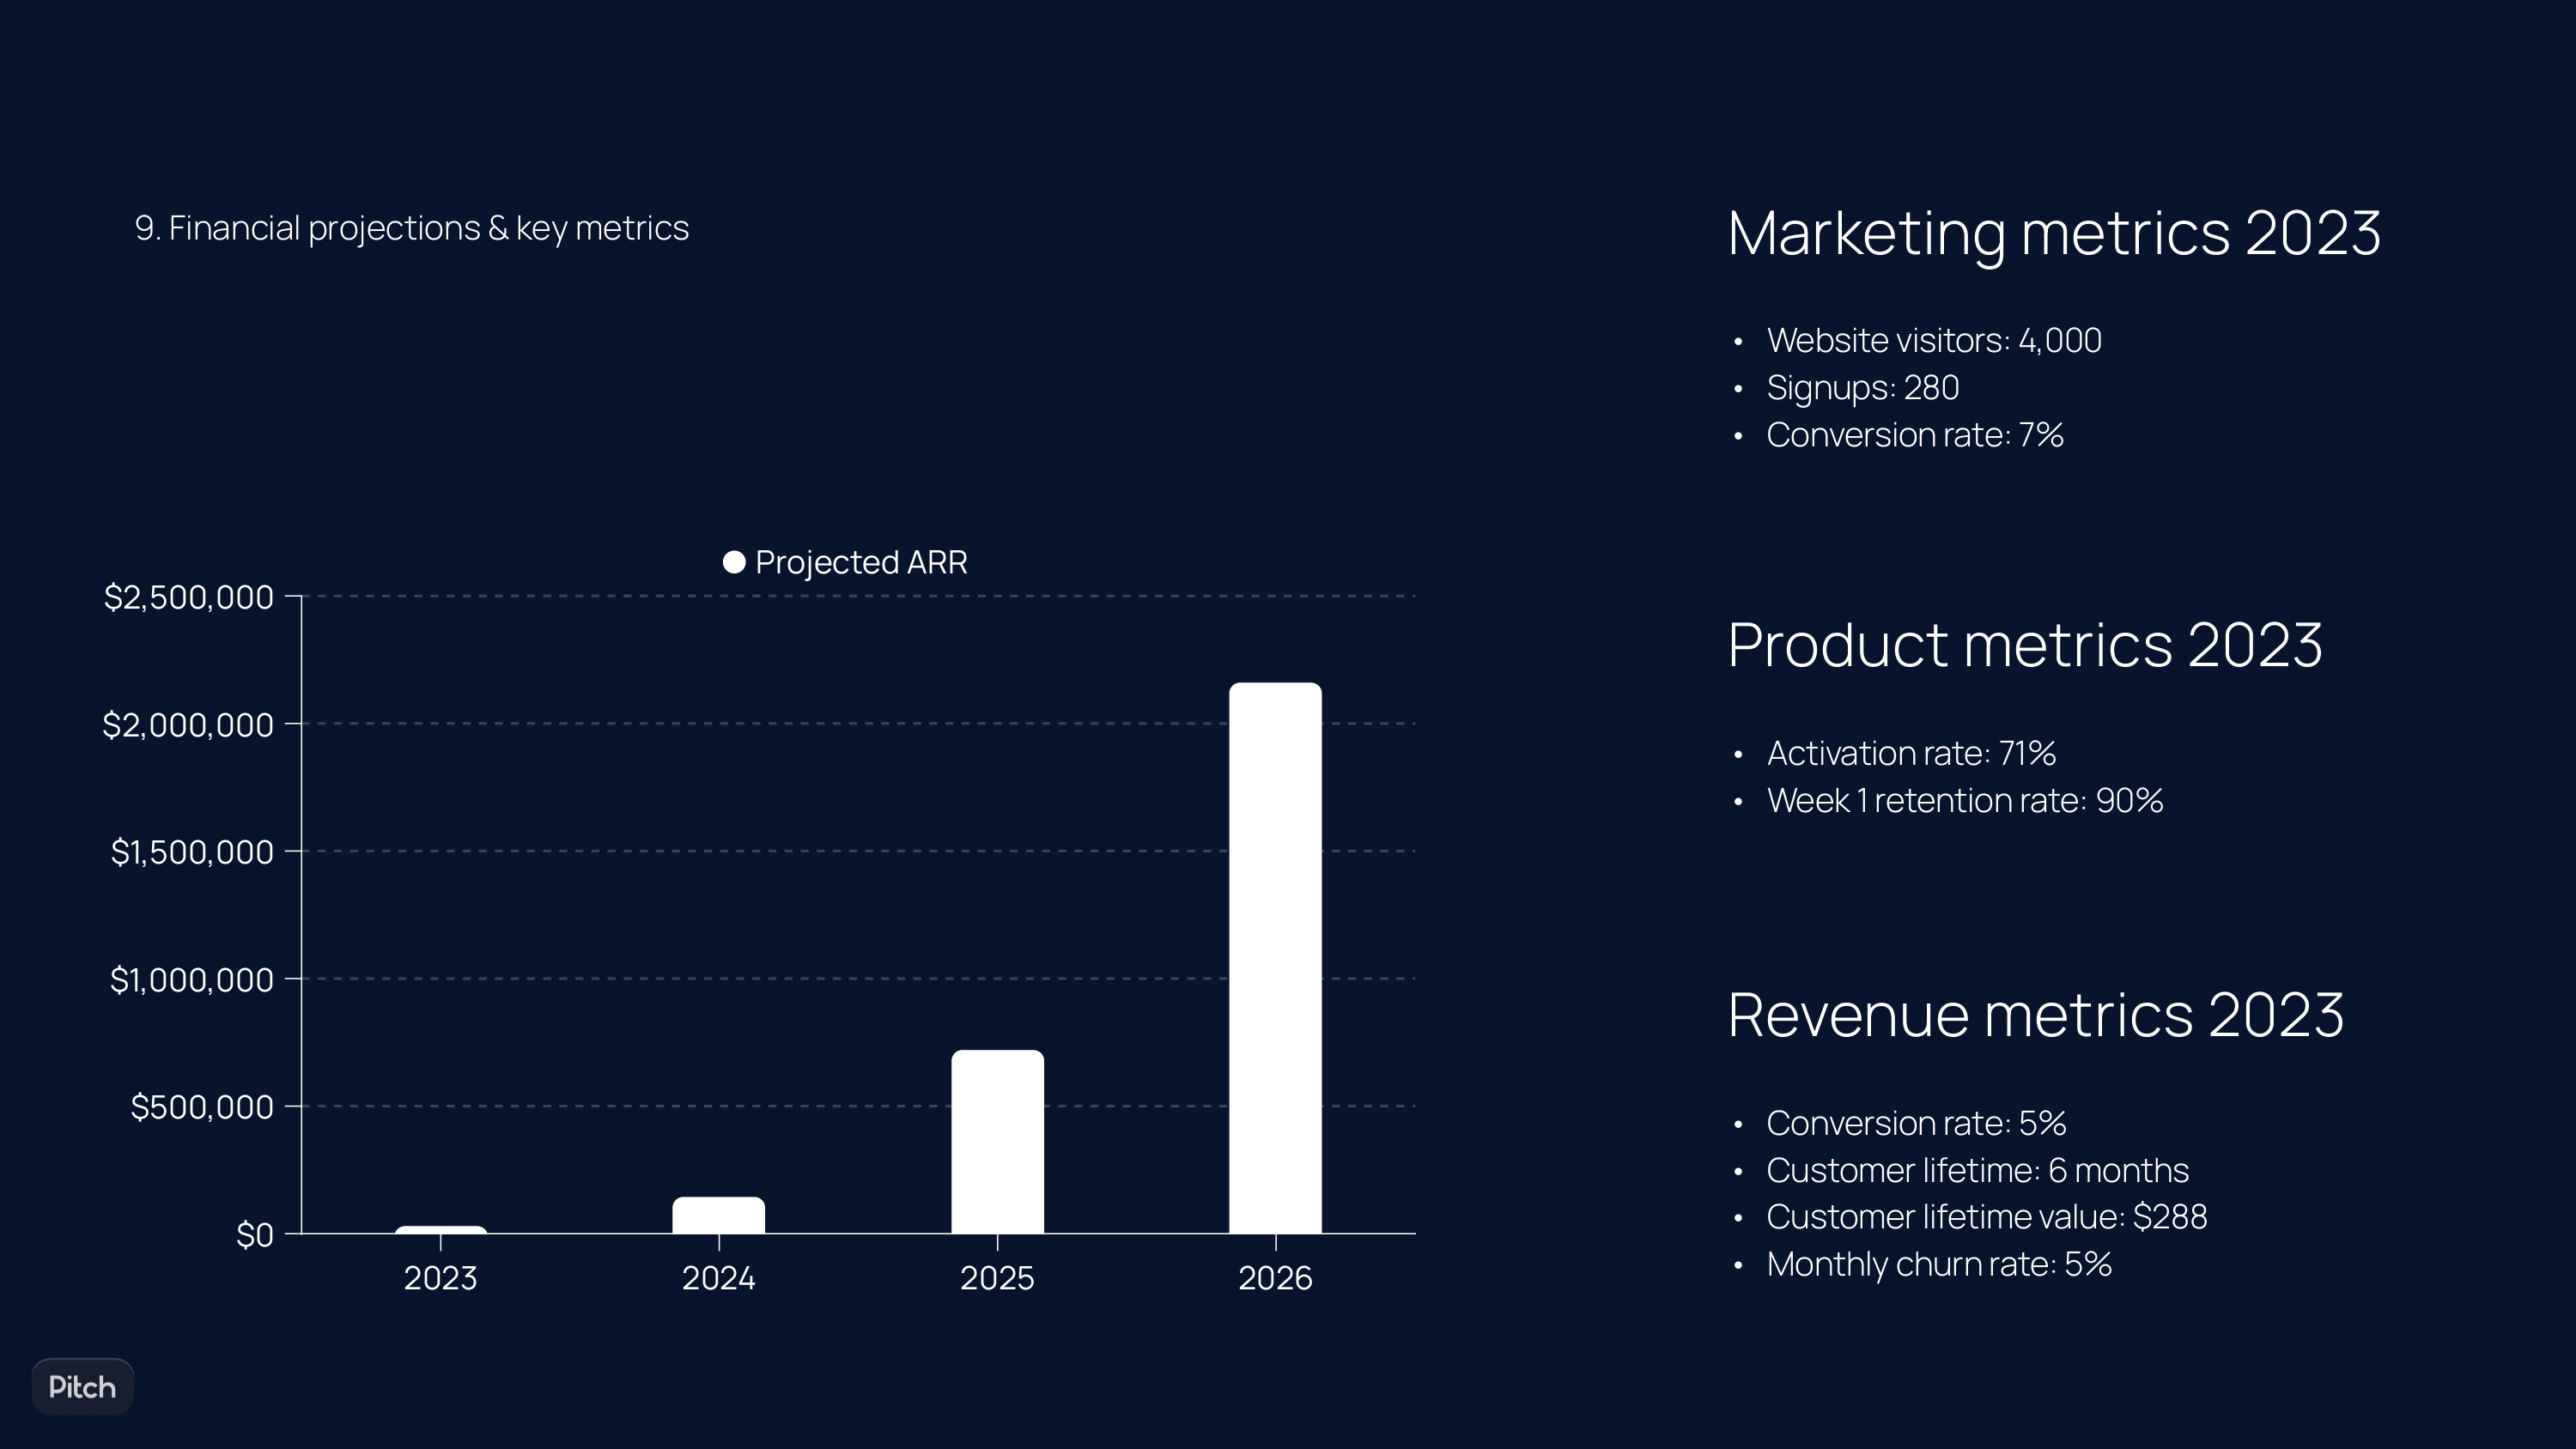 9. Financial projections & key metrics
Projected ARR
$2,500,000
$2,000,000
$1,500,000
$1,000,000
$500,000
$0
2023
2024
2025
2026
Marketing metrics 2023
• Website visitors: 4,000
• Signups: 280
• Conversion rate: 7%
Product metrics 2023
• Activation rate: 71%
• Week 1 retention rate: 90%
Revenue metrics 2023
• Conversion rate: 5%
• Customer lifetime: 6 months
• Customer lifetime value: $288
• Monthly churn rate: 5%
Pitch